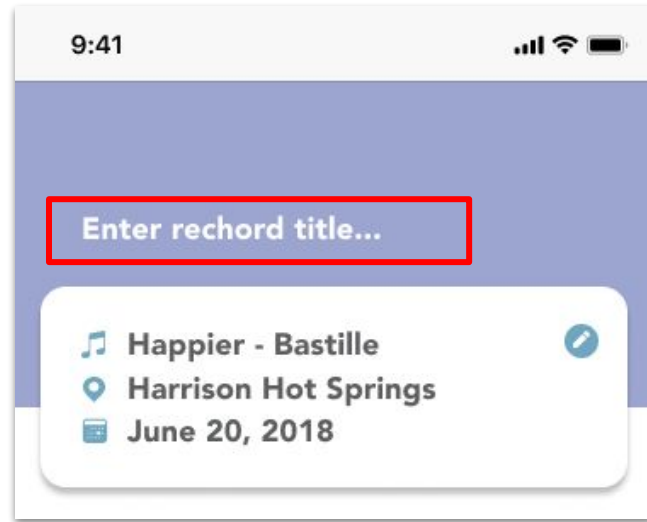 9:41
Enter rechord title...
Happier - Bastille
Harrison Hot Springs
June 20, 2018